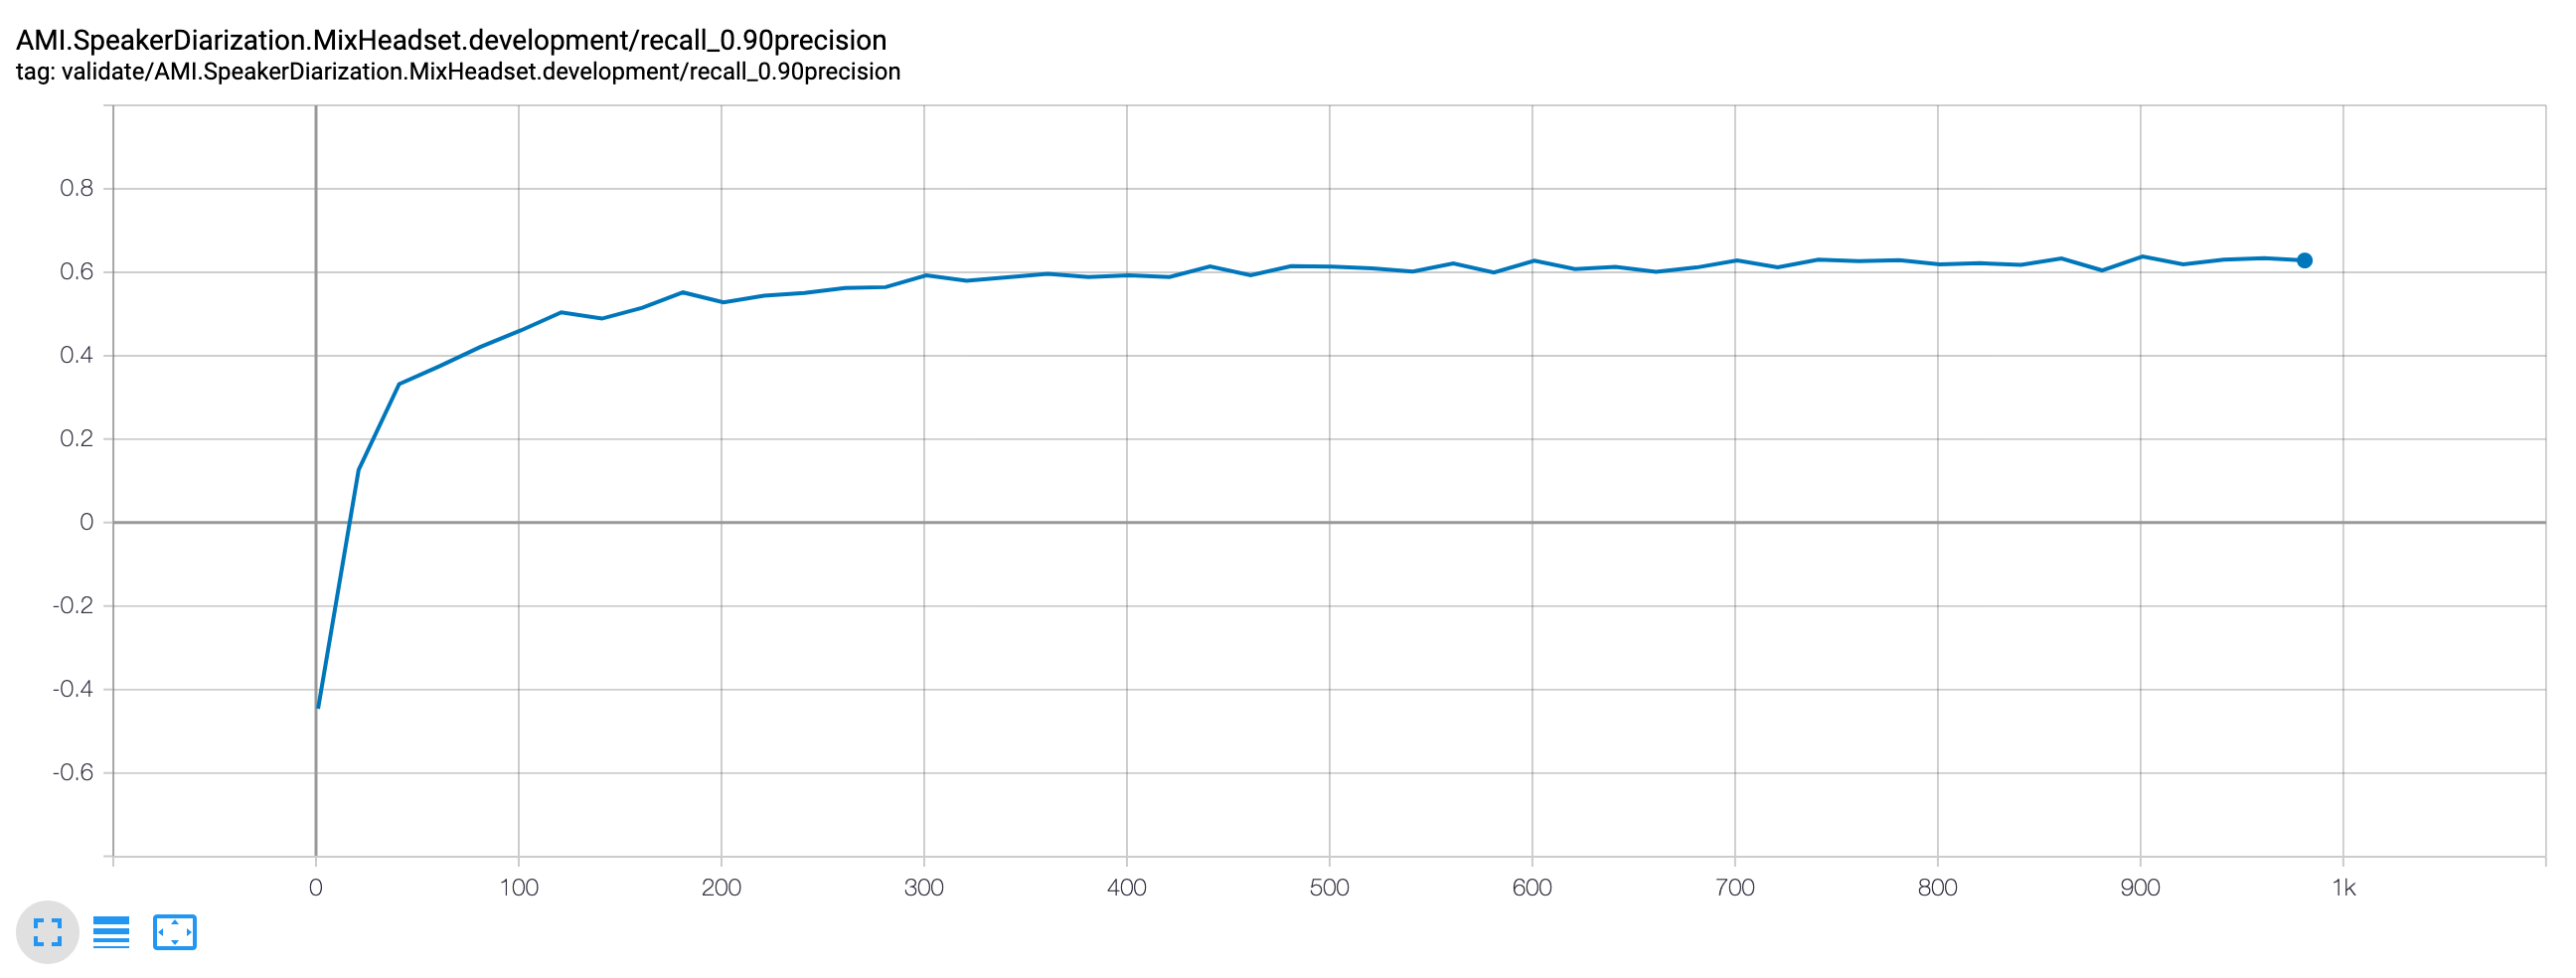 AMI.SpeakerDiarization.MixHeadset.development/recall_0.90precision
tag: validate/AMI.SpeakerDiarization.MixHeadset.development/recall_0.90precision
0.8
0.6
0.4
0.2
0
-0.2
-0.4
-0.6
0 100 200 300 400 500 600 700 800 900 1k